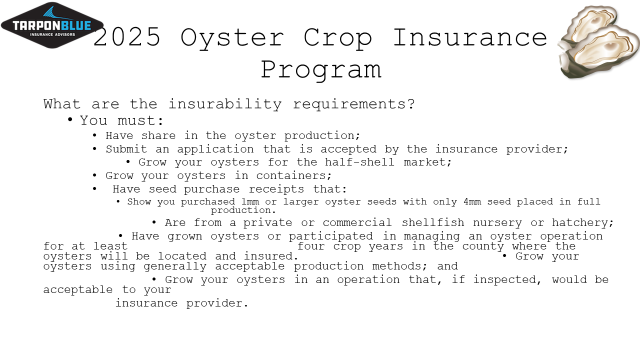 TARPONBLUE
INSURANCE ADVISORS
2025 Oyster Crop Insurance
Program
What are the insurability requirements?
• You must:
• Have share in the oyster production;
• Submit an application that is accepted by the insurance provider;
• Grow your oysters for the half-shell market;
• Grow your oysters in containers;
• Have seed purchase receipts that:
• Show you purchased 1mm or larger oyster seeds with only 4mm seed placed in full
production.
• Are from a private or commercial shellfish nursery or hatchery;
• Have grown oysters or participated in managing an oyster operation
for at least four crop years in the county where the
oysters will be located and insured. • Grow your
oysters using generally acceptable production methods; and
• Grow your oysters in an operation that, if inspected, would be
acceptable to your
insurance provider.